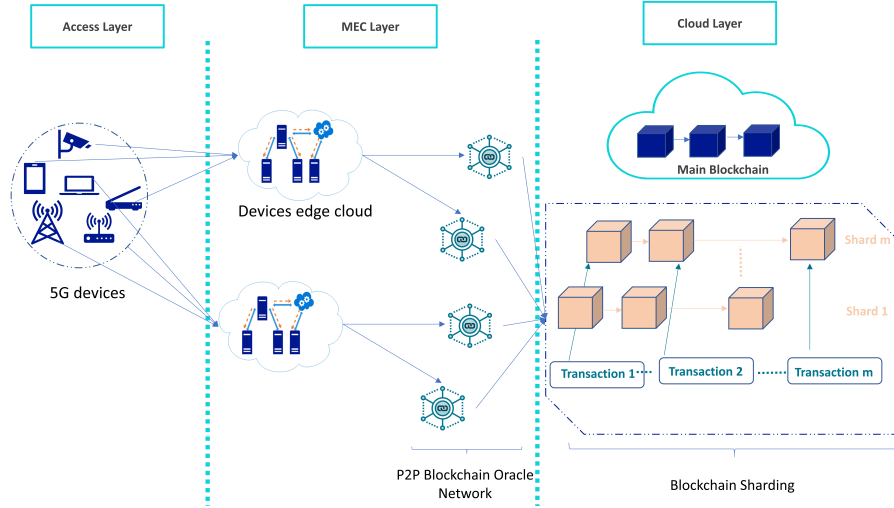 Access Layer
MEC Layer
Cloud Layer
Main Blockchain
Devices edge cloud
5G devices
Shard m
Shard 1
Transaction 1
Transaction 2
Transaction m
P2P Blockchain Oracle
Network
Blockchain Sharding